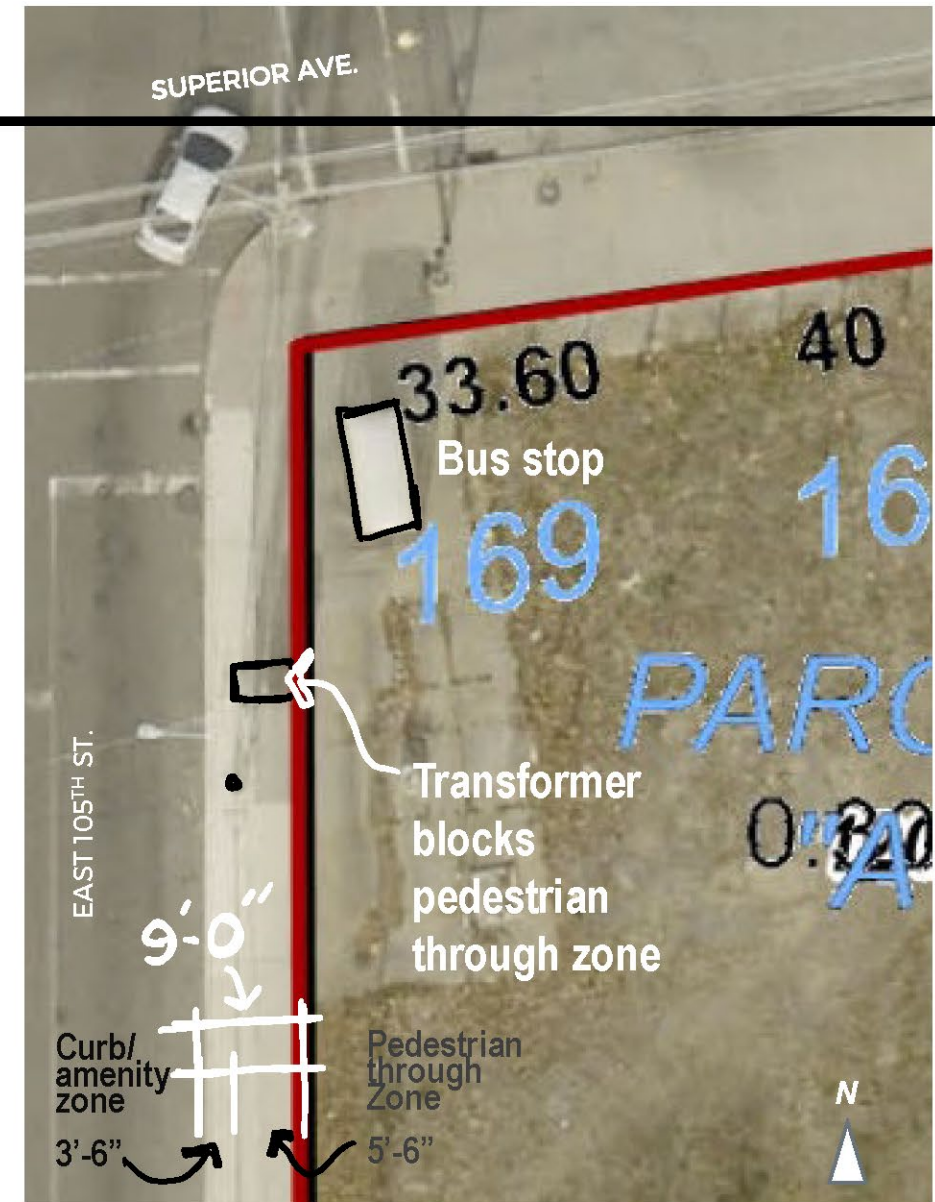 SUPERIOR AVE.
33.60
40
Bus stop
169
16
PARC
EAST 105TH ST.
Transformer
blocks
pedestrian
through zone
"A
9'-0"
Curb/
amenity
zone
3'-6"
Pedestrian
through
Zone
5'-6"
N